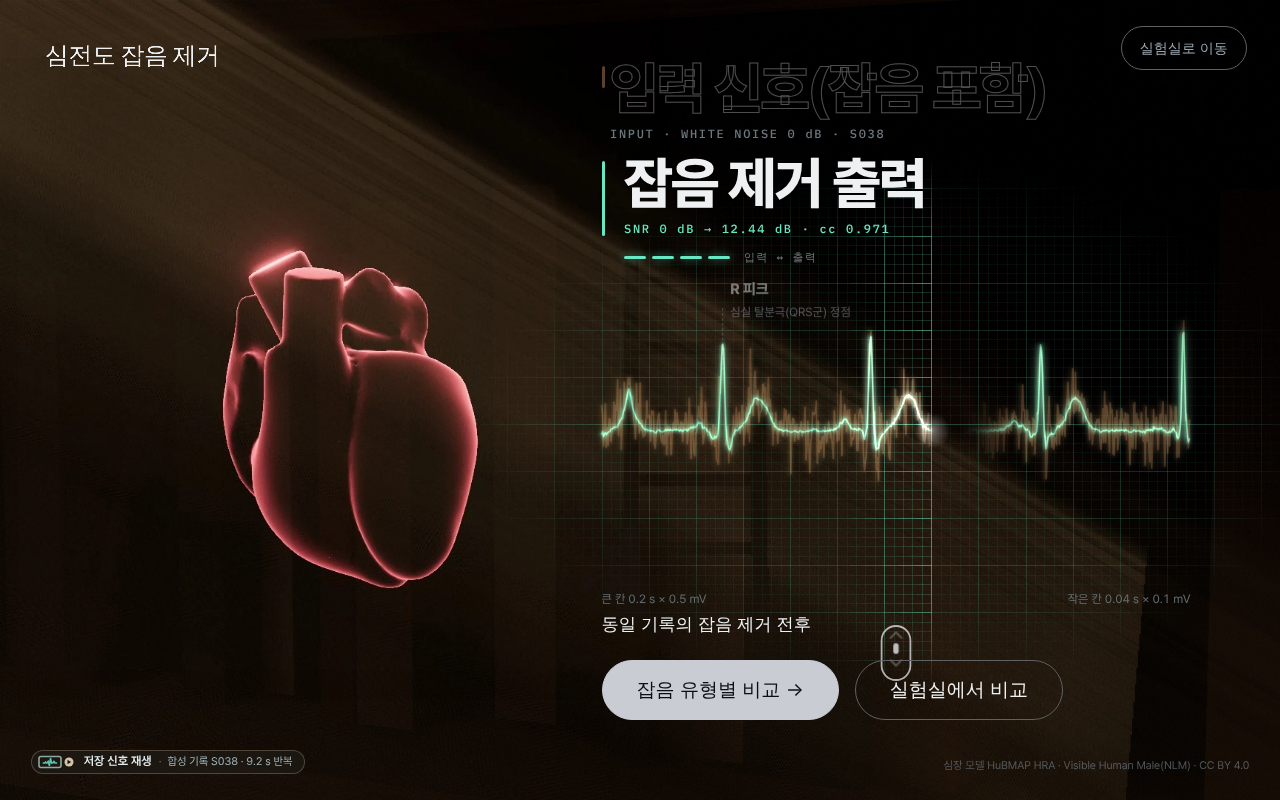 심전도 잡음 제거
실험실로 이동
입력 신호(잡음 포함)
INPUT · WHITE NOISE 0 dB · S038
잡음 제거 출력
SNR 0 dB → 12.44 dB · cc 0.971
입력 ↔ 출력
R 피크
심실 탈분극(QRS군) 정점
큰 칸 0.2 s × 0.5 mV
작은 칸 0.04 s × 0.1 mV
동일 기록의 잡음 제거 전후
잡음 유형별 비교 →
실험실에서 비교
저장 신호 재생 · 합성 기록 S038 · 9.2 s 반복
심장 모델 HuBMAP HRA · Visible Human Male(NLM) · CC BY 4.0